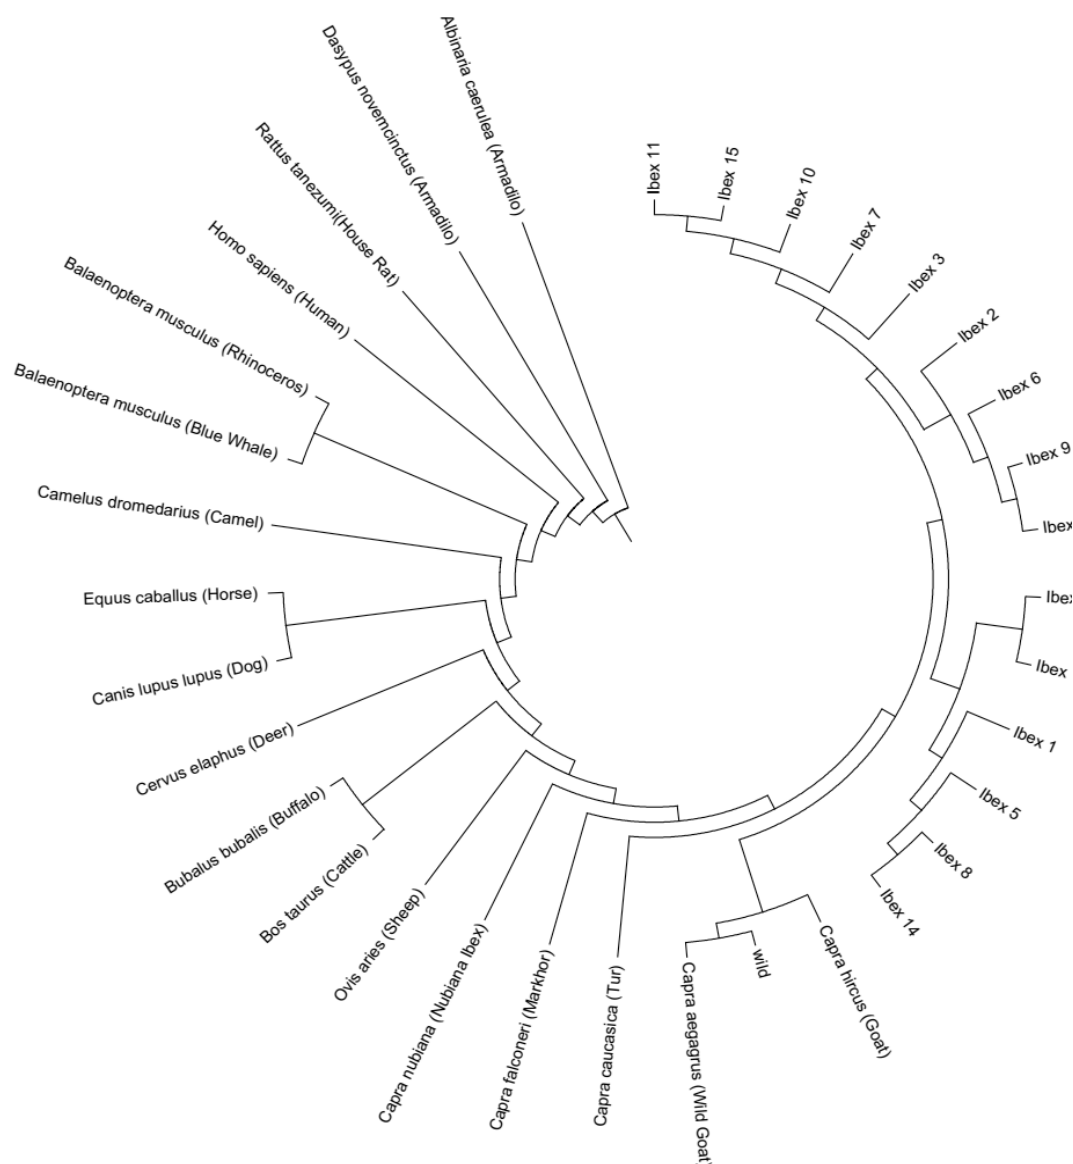 Albinaria caerulea (Armadilo)
Dasypus novemcinctus (Armadilo)
Rattus tanezumi(House Rat)
Homo sapiens (Human)
Balaenoptera musculus (Rhinoceros)
Balaenoptera musculus (Blue Whale)
Camelus dromedarius (Camel)
Equus caballus (Horse)
Canis lupus lupus (Dog)
Cervus elaphus (Deer)
Bubalus bubalis (Buffalo)
Bos taurus (Cattle)
Ovis aries (Sheep)
Capra nubiana (Nubiana Ibex)
Capra falconeri (Markhor)
Capra caucasica (Tur)
Capra aegagrus (Wild Goat)
wild
Capra hircus (Goat)
Ibex 14
Ibex 8
Ibex 5
Ibex 1
Ibex
Ibex
Ibex
Ibex 9
Ibex 6
Ibex 2
Ibex 3
Ibex 7
Ibex 10
Ibex 15
Ibex 11